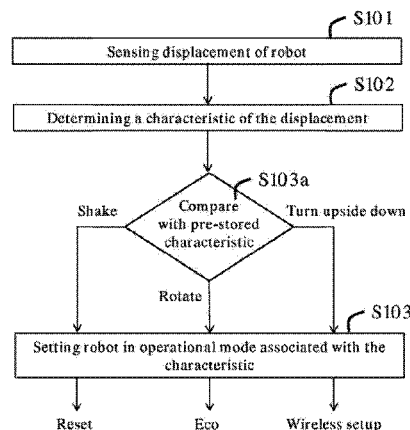 S101
Sensing displacement of robot
S102
Determining a characteristic of the displacement
S103a
Compare
with pre-stored
characteristic
Shake
Turn upside down
Rotate
S103
Setting robot in operational mode associated with the
characteristic
Reset
Eco
Wireless setup